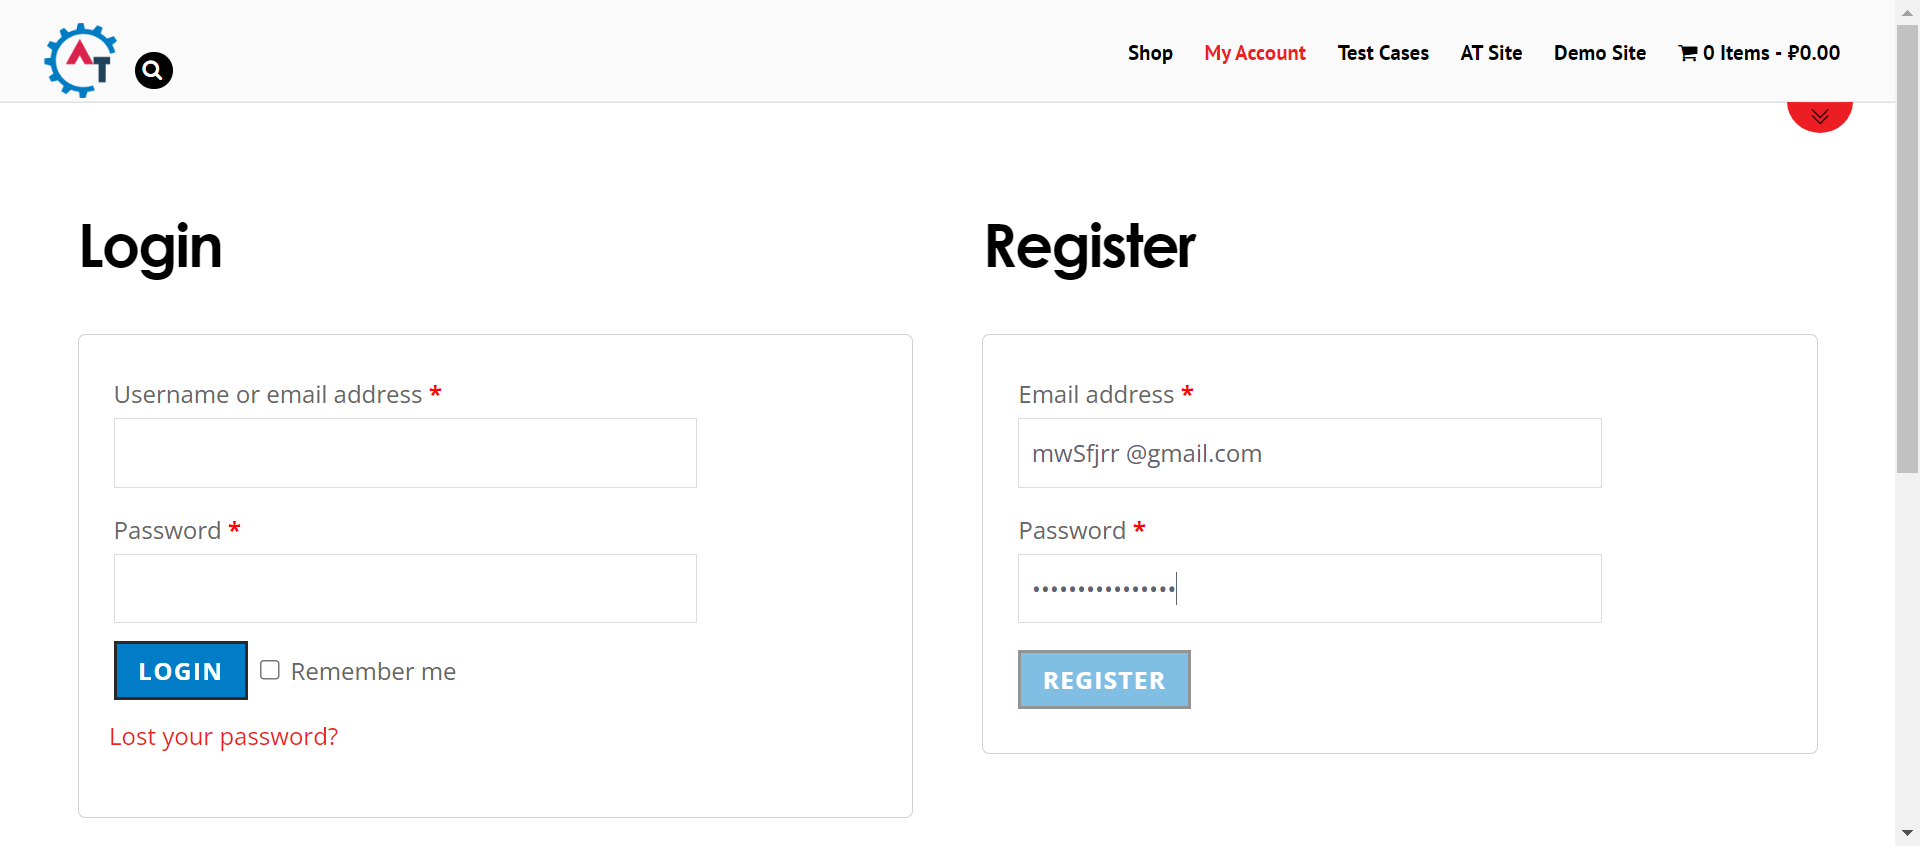 AT
Shop My Account Test Cases AT Site Demo Site 0 Items - ₽0.00
Login
Register
Username or email address *
Password *
LOGIN Remember me
Lost your password?
Email address *
mwSfjrr @gmail.com
Password *
••••••••••••••••
REGISTER